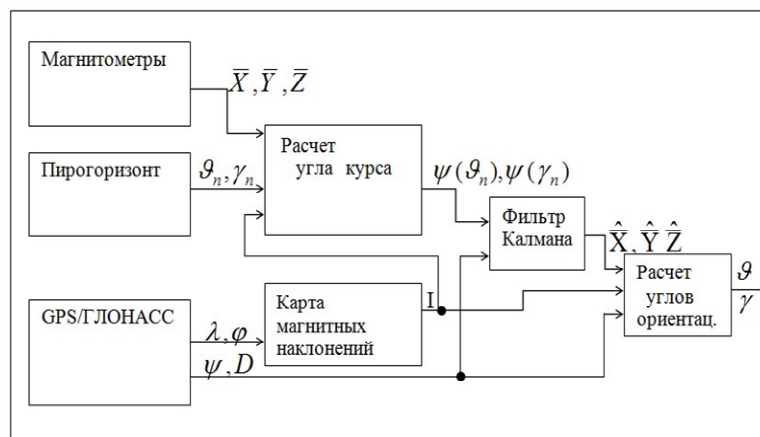 Магнитометры
X̅, Y̅, Z̅
Пирогоризонт
ϑₙ, γₙ
Расчет
угла курса
ψ(ϑₙ), ψ(γₙ)
Фильтр
Калмана
X̅̂, Y̅̂ Z̅̂
Расчет
углов
ориентац.
ϑ
γ
GPS/ГЛОНАСС
λ, φ
ψ, D
Карта
магнитных
наклонений
I